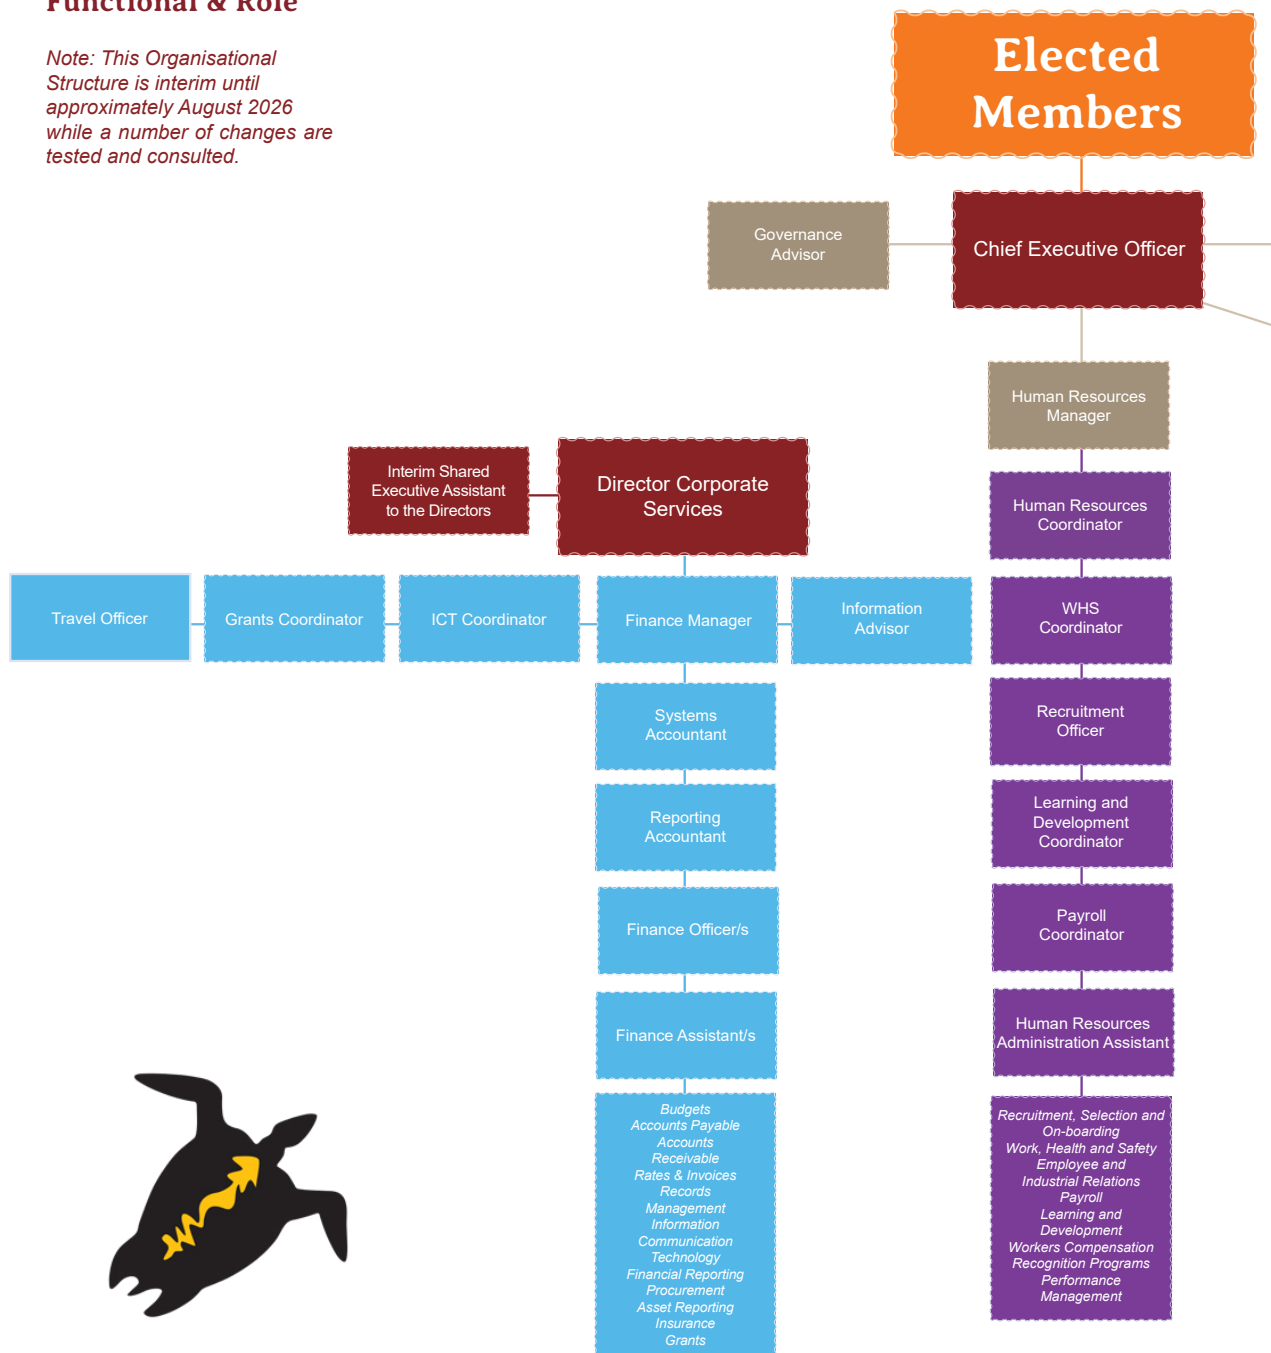 Functional & Role
Note: This Organisational
Structure is interim until
approximately August 2026
while a number of changes are
tested and consulted.
Elected
Members
Governance
Advisor
Chief Executive Officer
Human Resources
Manager
Interim Shared
Executive Assistant
to the Directors
Director Corporate
Services
Human Resources
Coordinator
Travel Officer
Grants Coordinator
ICT Coordinator
Finance Manager
Information
Advisor
WHS
Coordinator
Systems
Accountant
Recruitment
Officer
Reporting
Accountant
Learning and
Development
Coordinator
Finance Officer/s
Payroll
Coordinator
Finance Assistant/s
Human Resources
Administration Assistant
Budgets
Accounts Payable
Accounts
Receivable
Rates & Invoices
Records
Management
Information
Communication
Technology
Financial Reporting
Procurement
Asset Reporting
Insurance
Grants
Recruitment, Selection and
On-boarding
Work, Health and Safety
Employee and
Industrial Relations
Payroll
Learning and
Development
Workers Compensation
Recognition Programs
Performance
Management